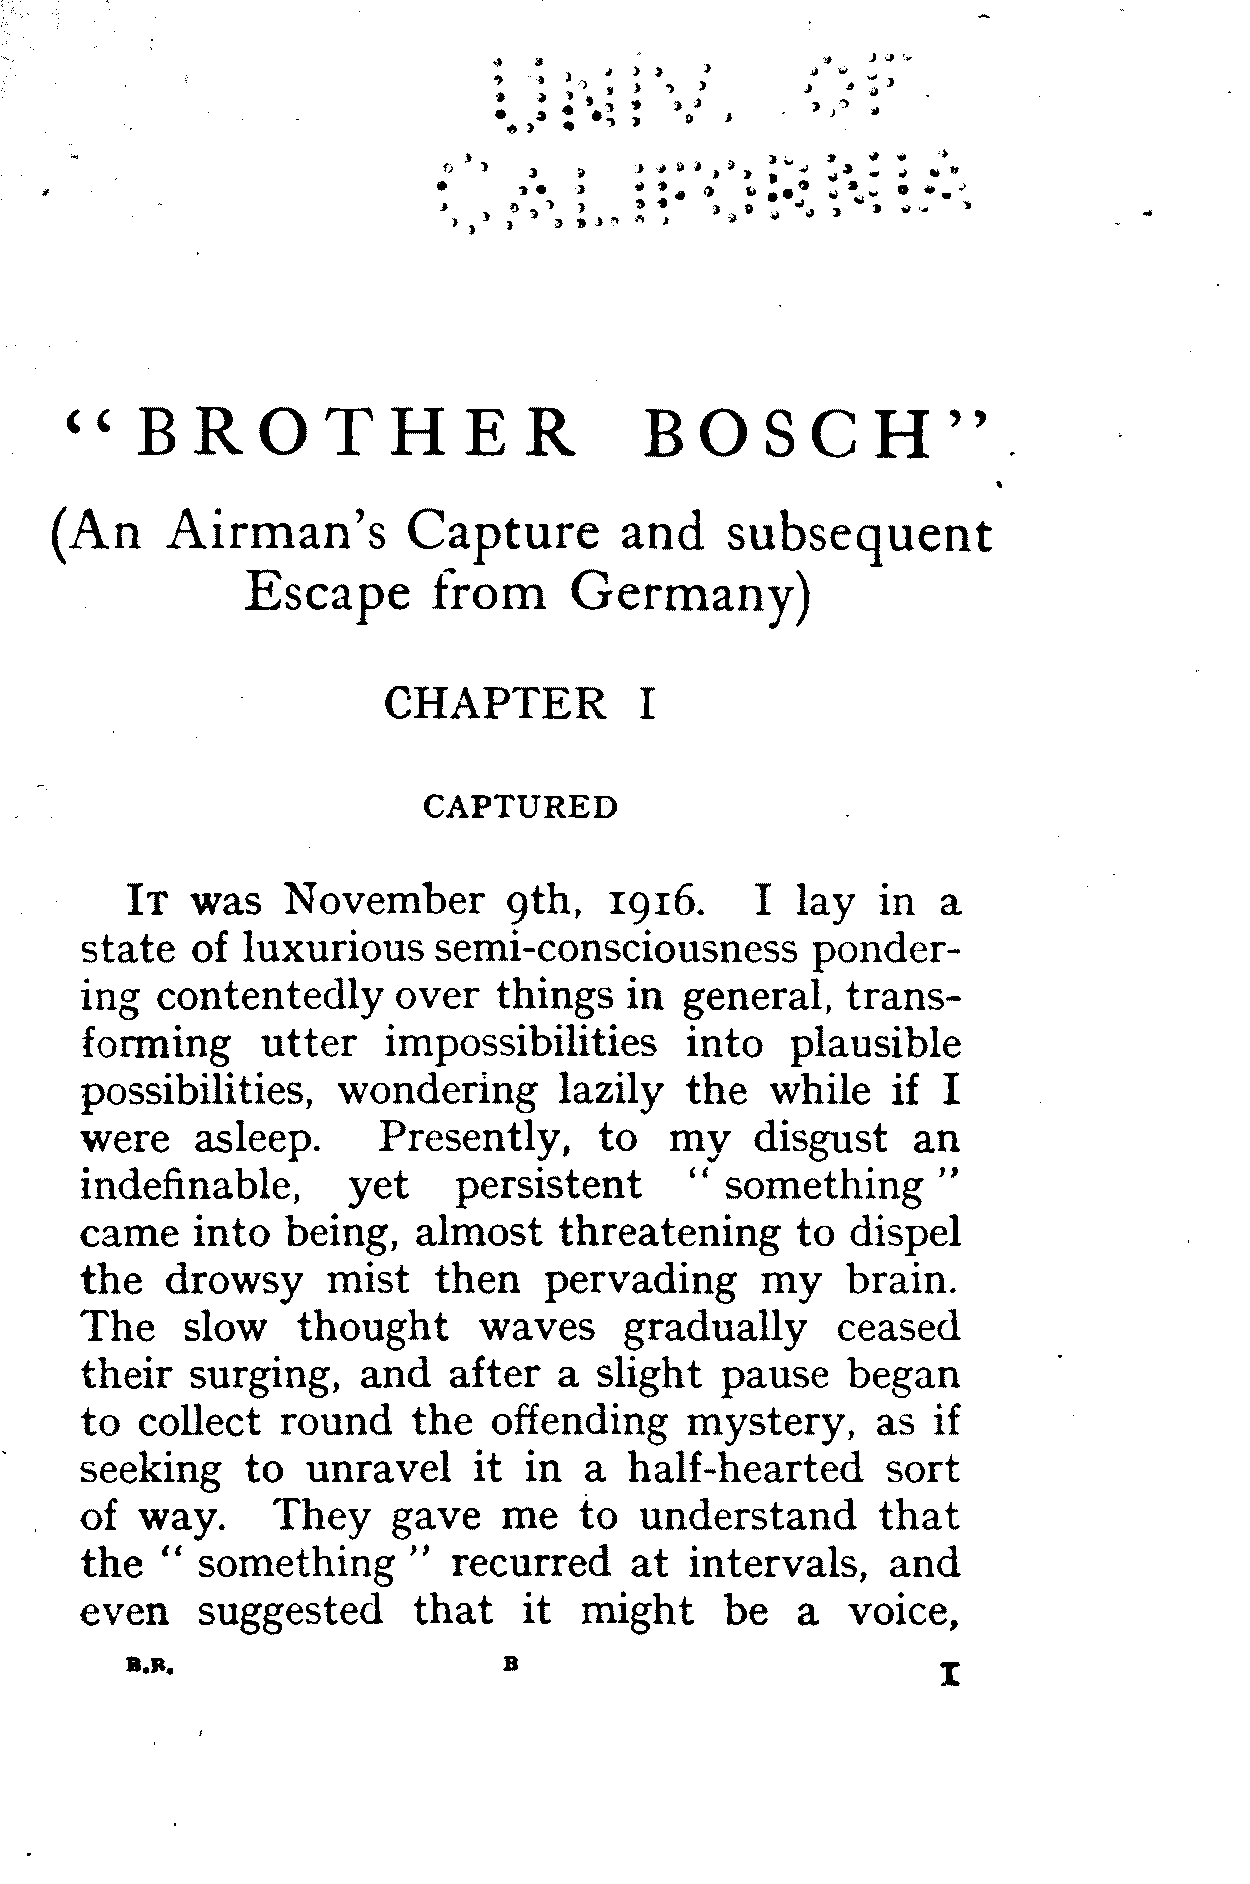 UNIV. OF
CALIFORNIA
“BROTHER BOSCH”
(An Airman’s Capture and subsequent
Escape from Germany)
CHAPTER I
CAPTURED
IT was November 9th, 1916. I lay in a
state of luxurious semi-consciousness ponder-
ing contentedly over things in general, trans-
forming utter impossibilities into plausible
possibilities, wondering lazily the while if I
were asleep. Presently, to my disgust an
indefinable, yet persistent “ something ”
came into being, almost threatening to dispel
the drowsy mist then pervading my brain.
The slow thought waves gradually ceased
their surging, and after a slight pause began
to collect round the offending mystery, as if
seeking to unravel it in a half-hearted sort
of way. They gave me to understand that
the “ something ” recurred at intervals, and
even suggested that it might be a voice,
B.R. B 1